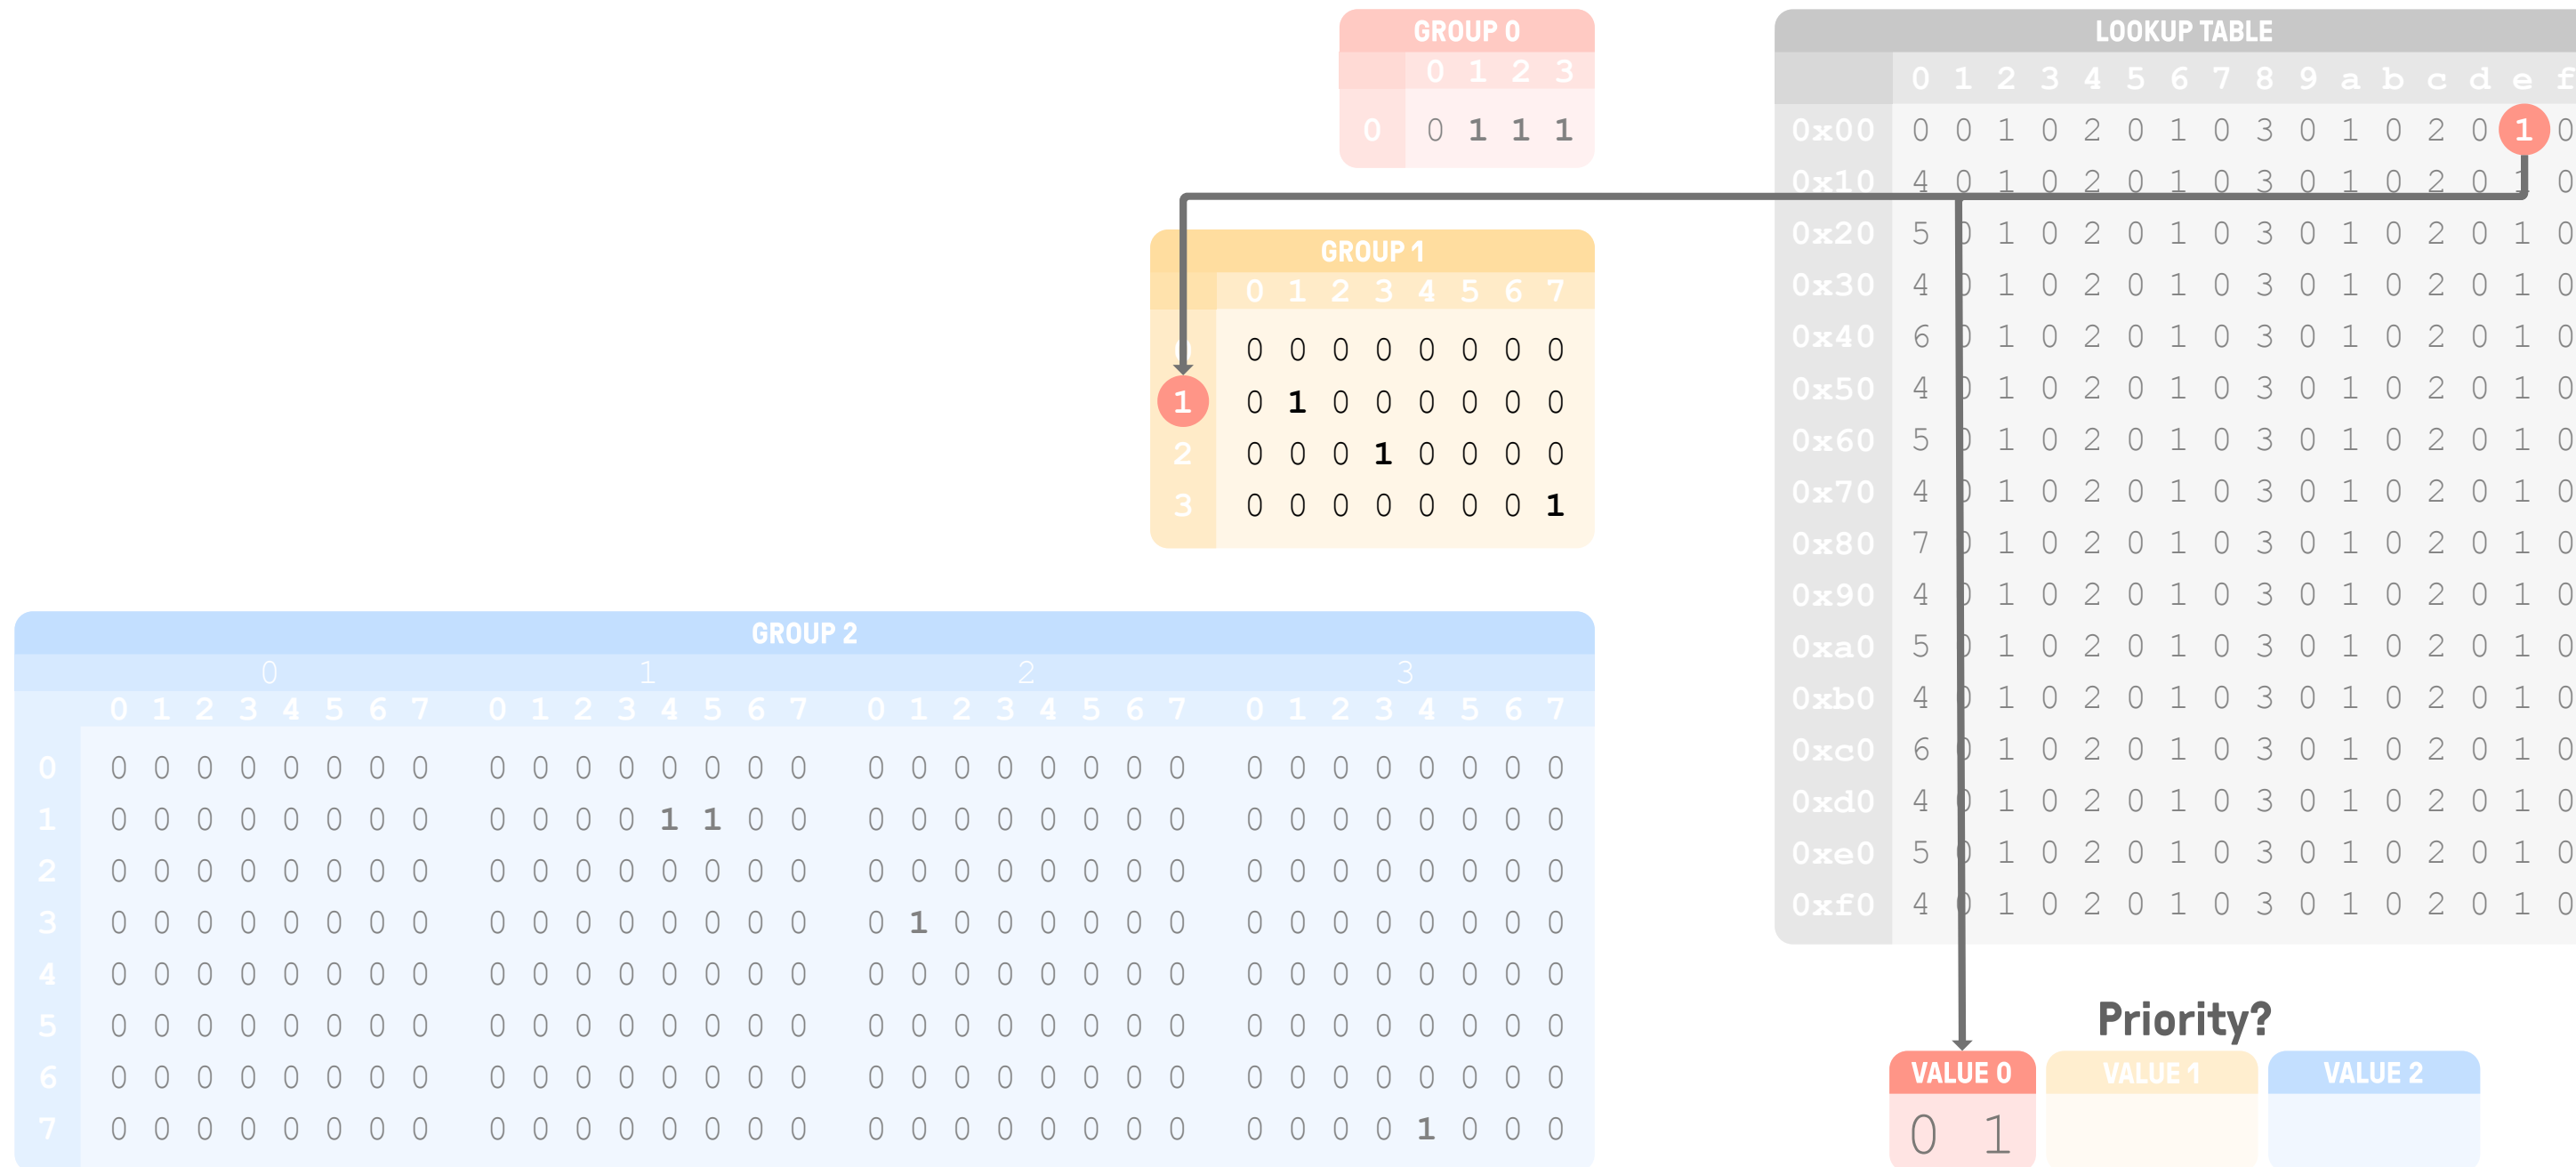 GROUP 0
0 1 2 3
0 0 1 1 1
GROUP 1
0 1 2 3 4 5 6 7
0 0 0 0 0 0 0 0 0
1 0 1 0 0 0 0 0 0
2 0 0 0 1 0 0 0 0
3 0 0 0 0 0 0 0 1
GROUP 2
0 1 2 3
0 1 2 3 4 5 6 7 0 1 2 3 4 5 6 7 0 1 2 3 4 5 6 7 0 1 2 3 4 5 6 7
0 0 0 0 0 0 0 0 0 0 0 0 0 0 0 0 0 0 0 0 0 0 0 0 0 0 0 0 0 0 0 0 0
1 0 0 0 0 0 0 0 0 0 0 0 0 1 1 0 0 0 0 0 0 0 0 0 0 0 0 0 0 0 0 0 0
2 0 0 0 0 0 0 0 0 0 0 0 0 0 0 0 0 0 0 0 0 0 0 0 0 0 0 0 0 0 0 0 0
3 0 0 0 0 0 0 0 0 0 0 0 0 0 0 0 0 0 1 0 0 0 0 0 0 0 0 0 0 0 0 0 0
4 0 0 0 0 0 0 0 0 0 0 0 0 0 0 0 0 0 0 0 0 0 0 0 0 0 0 0 0 0 0 0 0
5 0 0 0 0 0 0 0 0 0 0 0 0 0 0 0 0 0 0 0 0 0 0 0 0 0 0 0 0 0 0 0 0
6 0 0 0 0 0 0 0 0 0 0 0 0 0 0 0 0 0 0 0 0 0 0 0 0 0 0 0 0 0 0 0 0
7 0 0 0 0 0 0 0 0 0 0 0 0 0 0 0 0 0 0 0 0 0 0 0 0 0 0 0 0 1 0 0 0
LOOKUP TABLE
0 1 2 3 4 5 6 7 8 9 a b c d e f
0x00 0 0 1 0 2 0 1 0 3 0 1 0 2 0 1 0
0x10 4 0 1 0 2 0 1 0 3 0 1 0 2 0 1 0
0x20 5 0 1 0 2 0 1 0 3 0 1 0 2 0 1 0
0x30 4 0 1 0 2 0 1 0 3 0 1 0 2 0 1 0
0x40 6 0 1 0 2 0 1 0 3 0 1 0 2 0 1 0
0x50 4 0 1 0 2 0 1 0 3 0 1 0 2 0 1 0
0x60 5 0 1 0 2 0 1 0 3 0 1 0 2 0 1 0
0x70 4 0 1 0 2 0 1 0 3 0 1 0 2 0 1 0
0x80 7 0 1 0 2 0 1 0 3 0 1 0 2 0 1 0
0x90 4 0 1 0 2 0 1 0 3 0 1 0 2 0 1 0
0xa0 5 0 1 0 2 0 1 0 3 0 1 0 2 0 1 0
0xb0 4 0 1 0 2 0 1 0 3 0 1 0 2 0 1 0
0xc0 6 0 1 0 2 0 1 0 3 0 1 0 2 0 1 0
0xd0 4 0 1 0 2 0 1 0 3 0 1 0 2 0 1 0
0xe0 5 0 1 0 2 0 1 0 3 0 1 0 2 0 1 0
0xf0 4 0 1 0 2 0 1 0 3 0 1 0 2 0 1 0
Priority?
VALUE 0 VALUE 1 VALUE 2
0 1